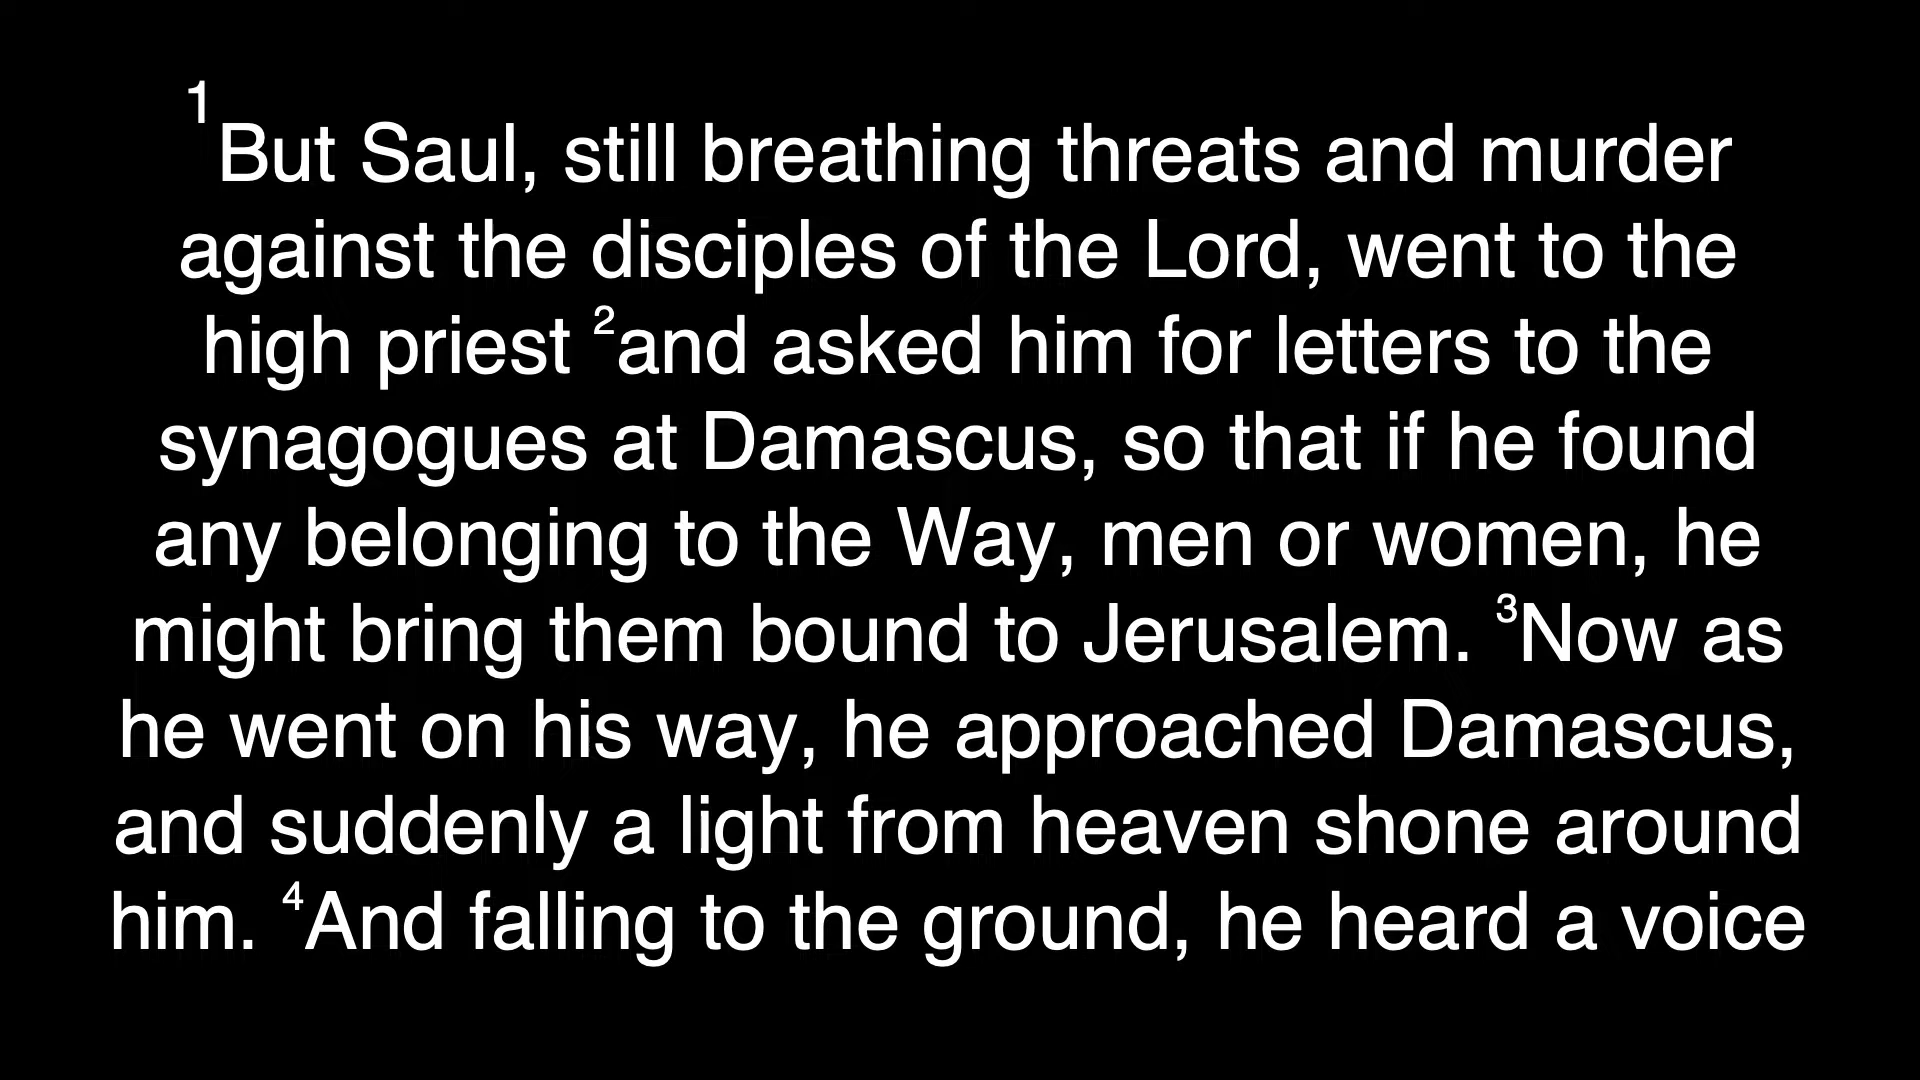 1But Saul, still breathing threats and murder
against the disciples of the Lord, went to the
high priest 2and asked him for letters to the
synagogues at Damascus, so that if he found
any belonging to the Way, men or women, he
might bring them bound to Jerusalem. 3Now as
he went on his way, he approached Damascus,
and suddenly a light from heaven shone around
him. 4And falling to the ground, he heard a voice